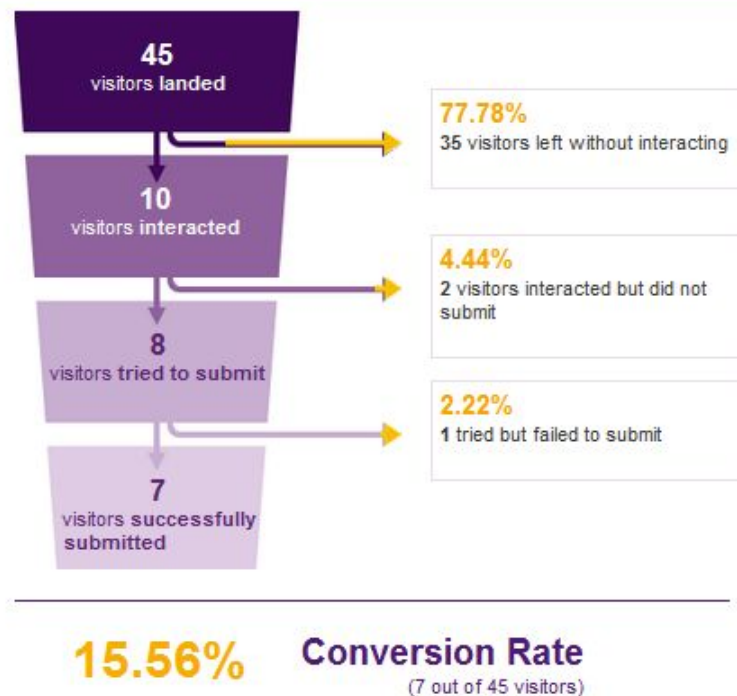 45
visitors landed
77.78%
35 visitors left without interacting
10
visitors interacted
4.44%
2 visitors interacted but did not
submit
8
visitors tried to submit
2.22%
1 tried but failed to submit
7
visitors successfully
submitted
15.56%
Conversion Rate
(7 out of 45 visitors)